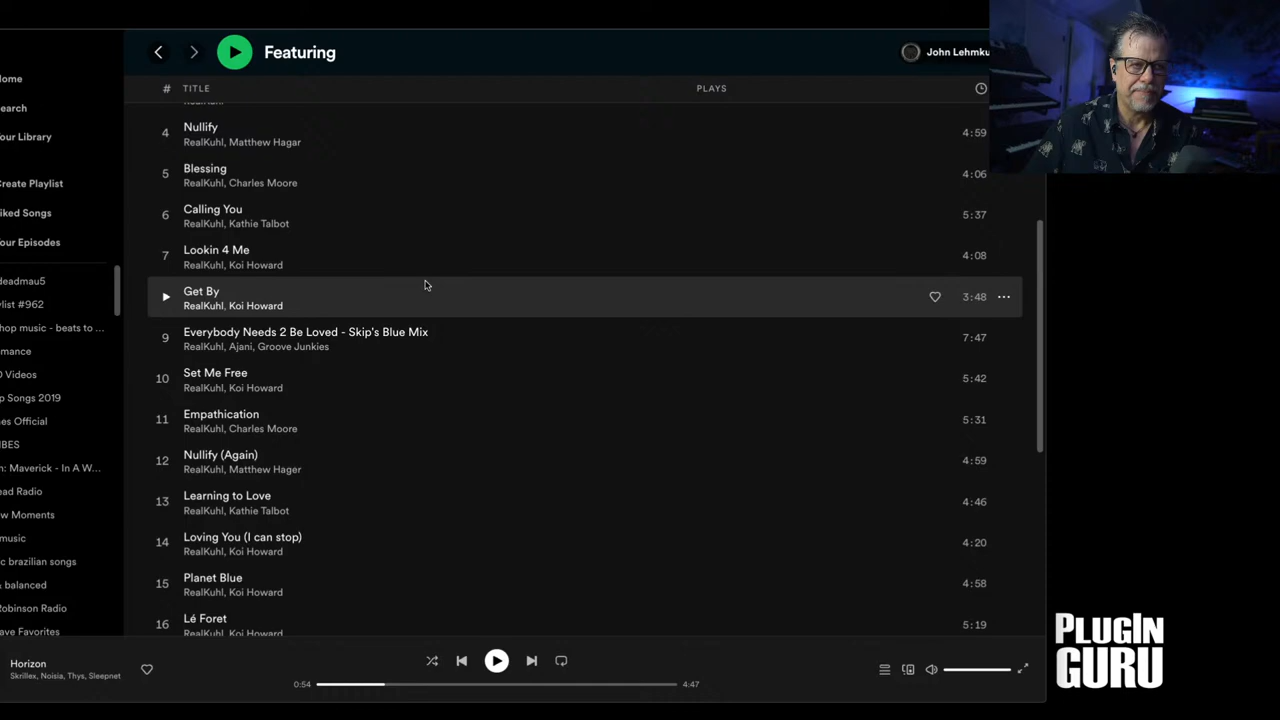 Featuring
John Lehmku
# TITLE PLAYS
ome
earch
our Library
reate Playlist
iked Songs
our Episodes
deadmau5
ylist #962
hop music - beats to ...
mance
O Videos
p Songs 2019
es Official
IBES
n: Maverick - In A W...
ead Radio
ew Moments
music
ic brazilian songs
& balanced
Robinson Radio
ave Favorites
4 Nullify 4:59
RealKuhl, Matthew Hagar
5 Blessing 4:06
RealKuhl, Charles Moore
6 Calling You 5:37
RealKuhl, Kathie Talbot
7 Lookin 4 Me 4:08
RealKuhl, Koi Howard
Get By 3:48
RealKuhl, Koi Howard
9 Everybody Needs 2 Be Loved - Skip's Blue Mix 7:47
RealKuhl, Ajani, Groove Junkies
10 Set Me Free 5:42
RealKuhl, Koi Howard
11 Empathication 5:31
RealKuhl, Charles Moore
12 Nullify (Again) 4:59
RealKuhl, Matthew Hager
13 Learning to Love 4:46
RealKuhl, Kathie Talbot
14 Loving You (I can stop) 4:20
RealKuhl, Koi Howard
15 Planet Blue 4:58
RealKuhl, Koi Howard
16 Lé Foret 5:19
RealKuhl, Koi Howard
Horizon
Skrillex, Noisia, Thys, Sleepnet
0:54 4:47
PLUGIN
GURU